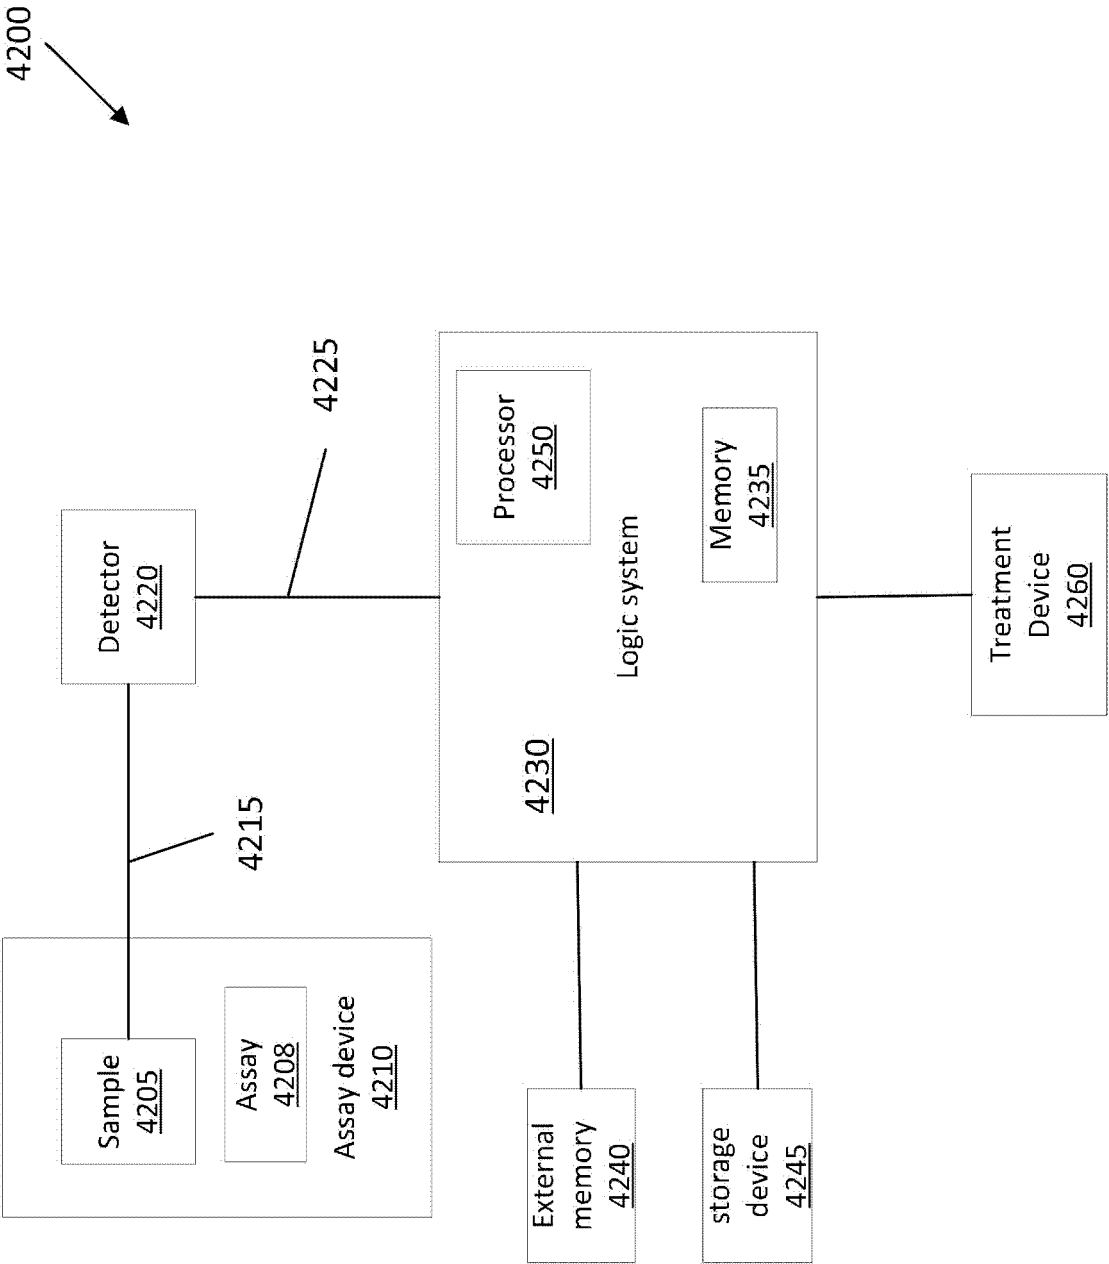 4200
Sample
4205
Assay
4208
Assay device
4210
4215
Detector
4220
4225
Processor
4250
4230
Logic system
Memory
4235
External
memory
4240
storage
device
4245
Treatment
Device
4260